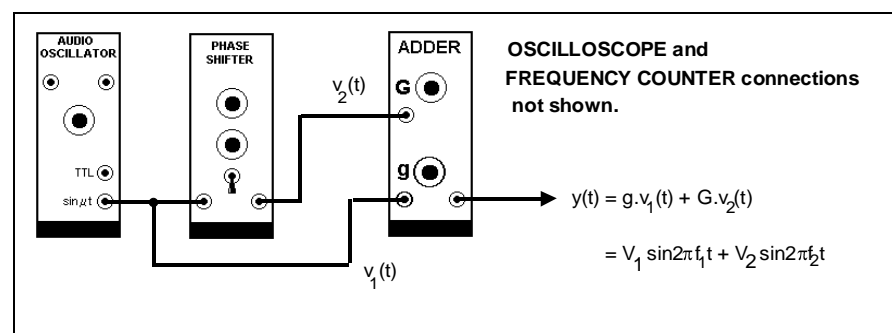 AUDIO
OSCILLATOR
TTL
sinμt
PHASE
SHIFTER
v2(t)
v1(t)
ADDER
G
g
OSCILLOSCOPE and
FREQUENCY COUNTER connections
not shown.
y(t) = g.v1(t) + G.v2(t)
= V1 sin2πf1t + V2 sin2πf2t